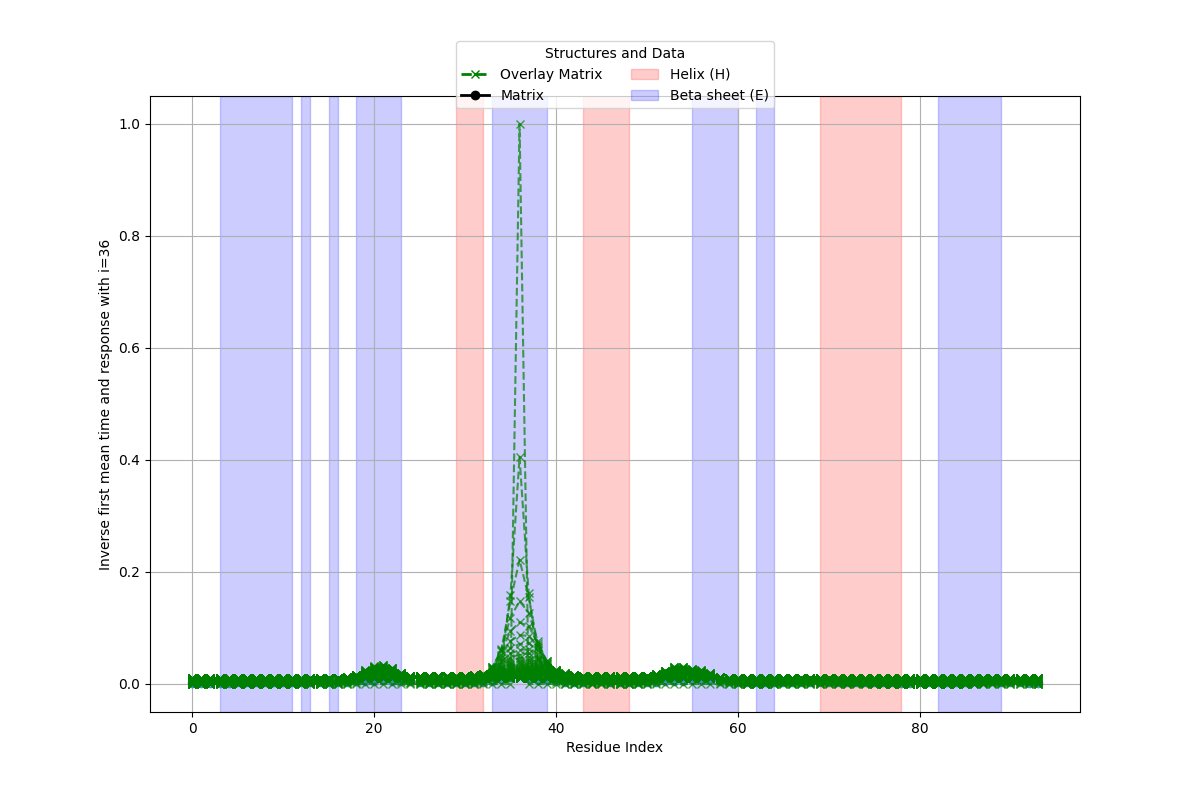 Structures and Data
Overlay Matrix
Matrix
Helix (H)
Beta sheet (E)
Inverse first mean time and response with i=36
1.0
0.8
0.6
0.4
0.2
0.0
0 20 40 60 80
Residue Index